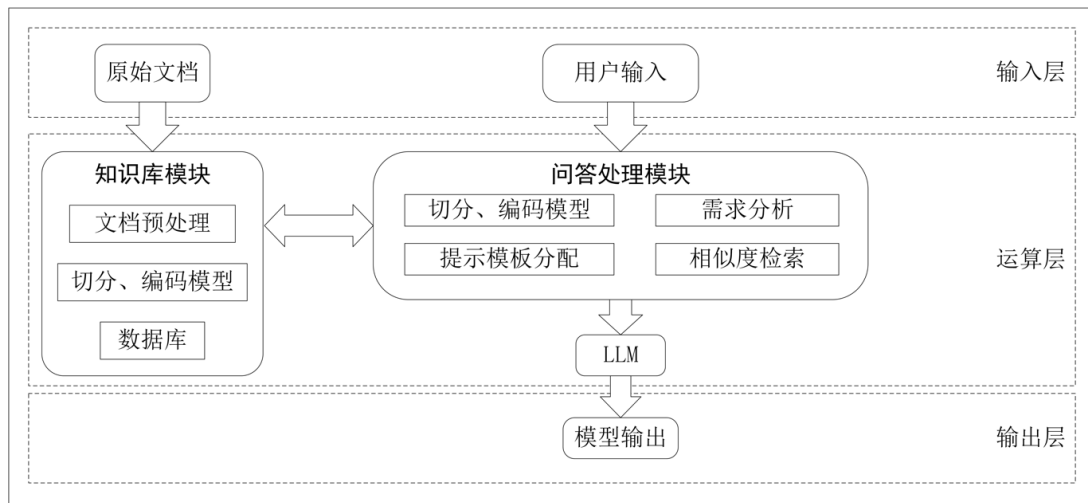 原始文档
用户输入
输入层
知识库模块
文档预处理
切分、编码模型
数据库
问答处理模块
切分、编码模型
需求分析
提示模板分配
相似度检索
运算层
LLM
模型输出
输出层